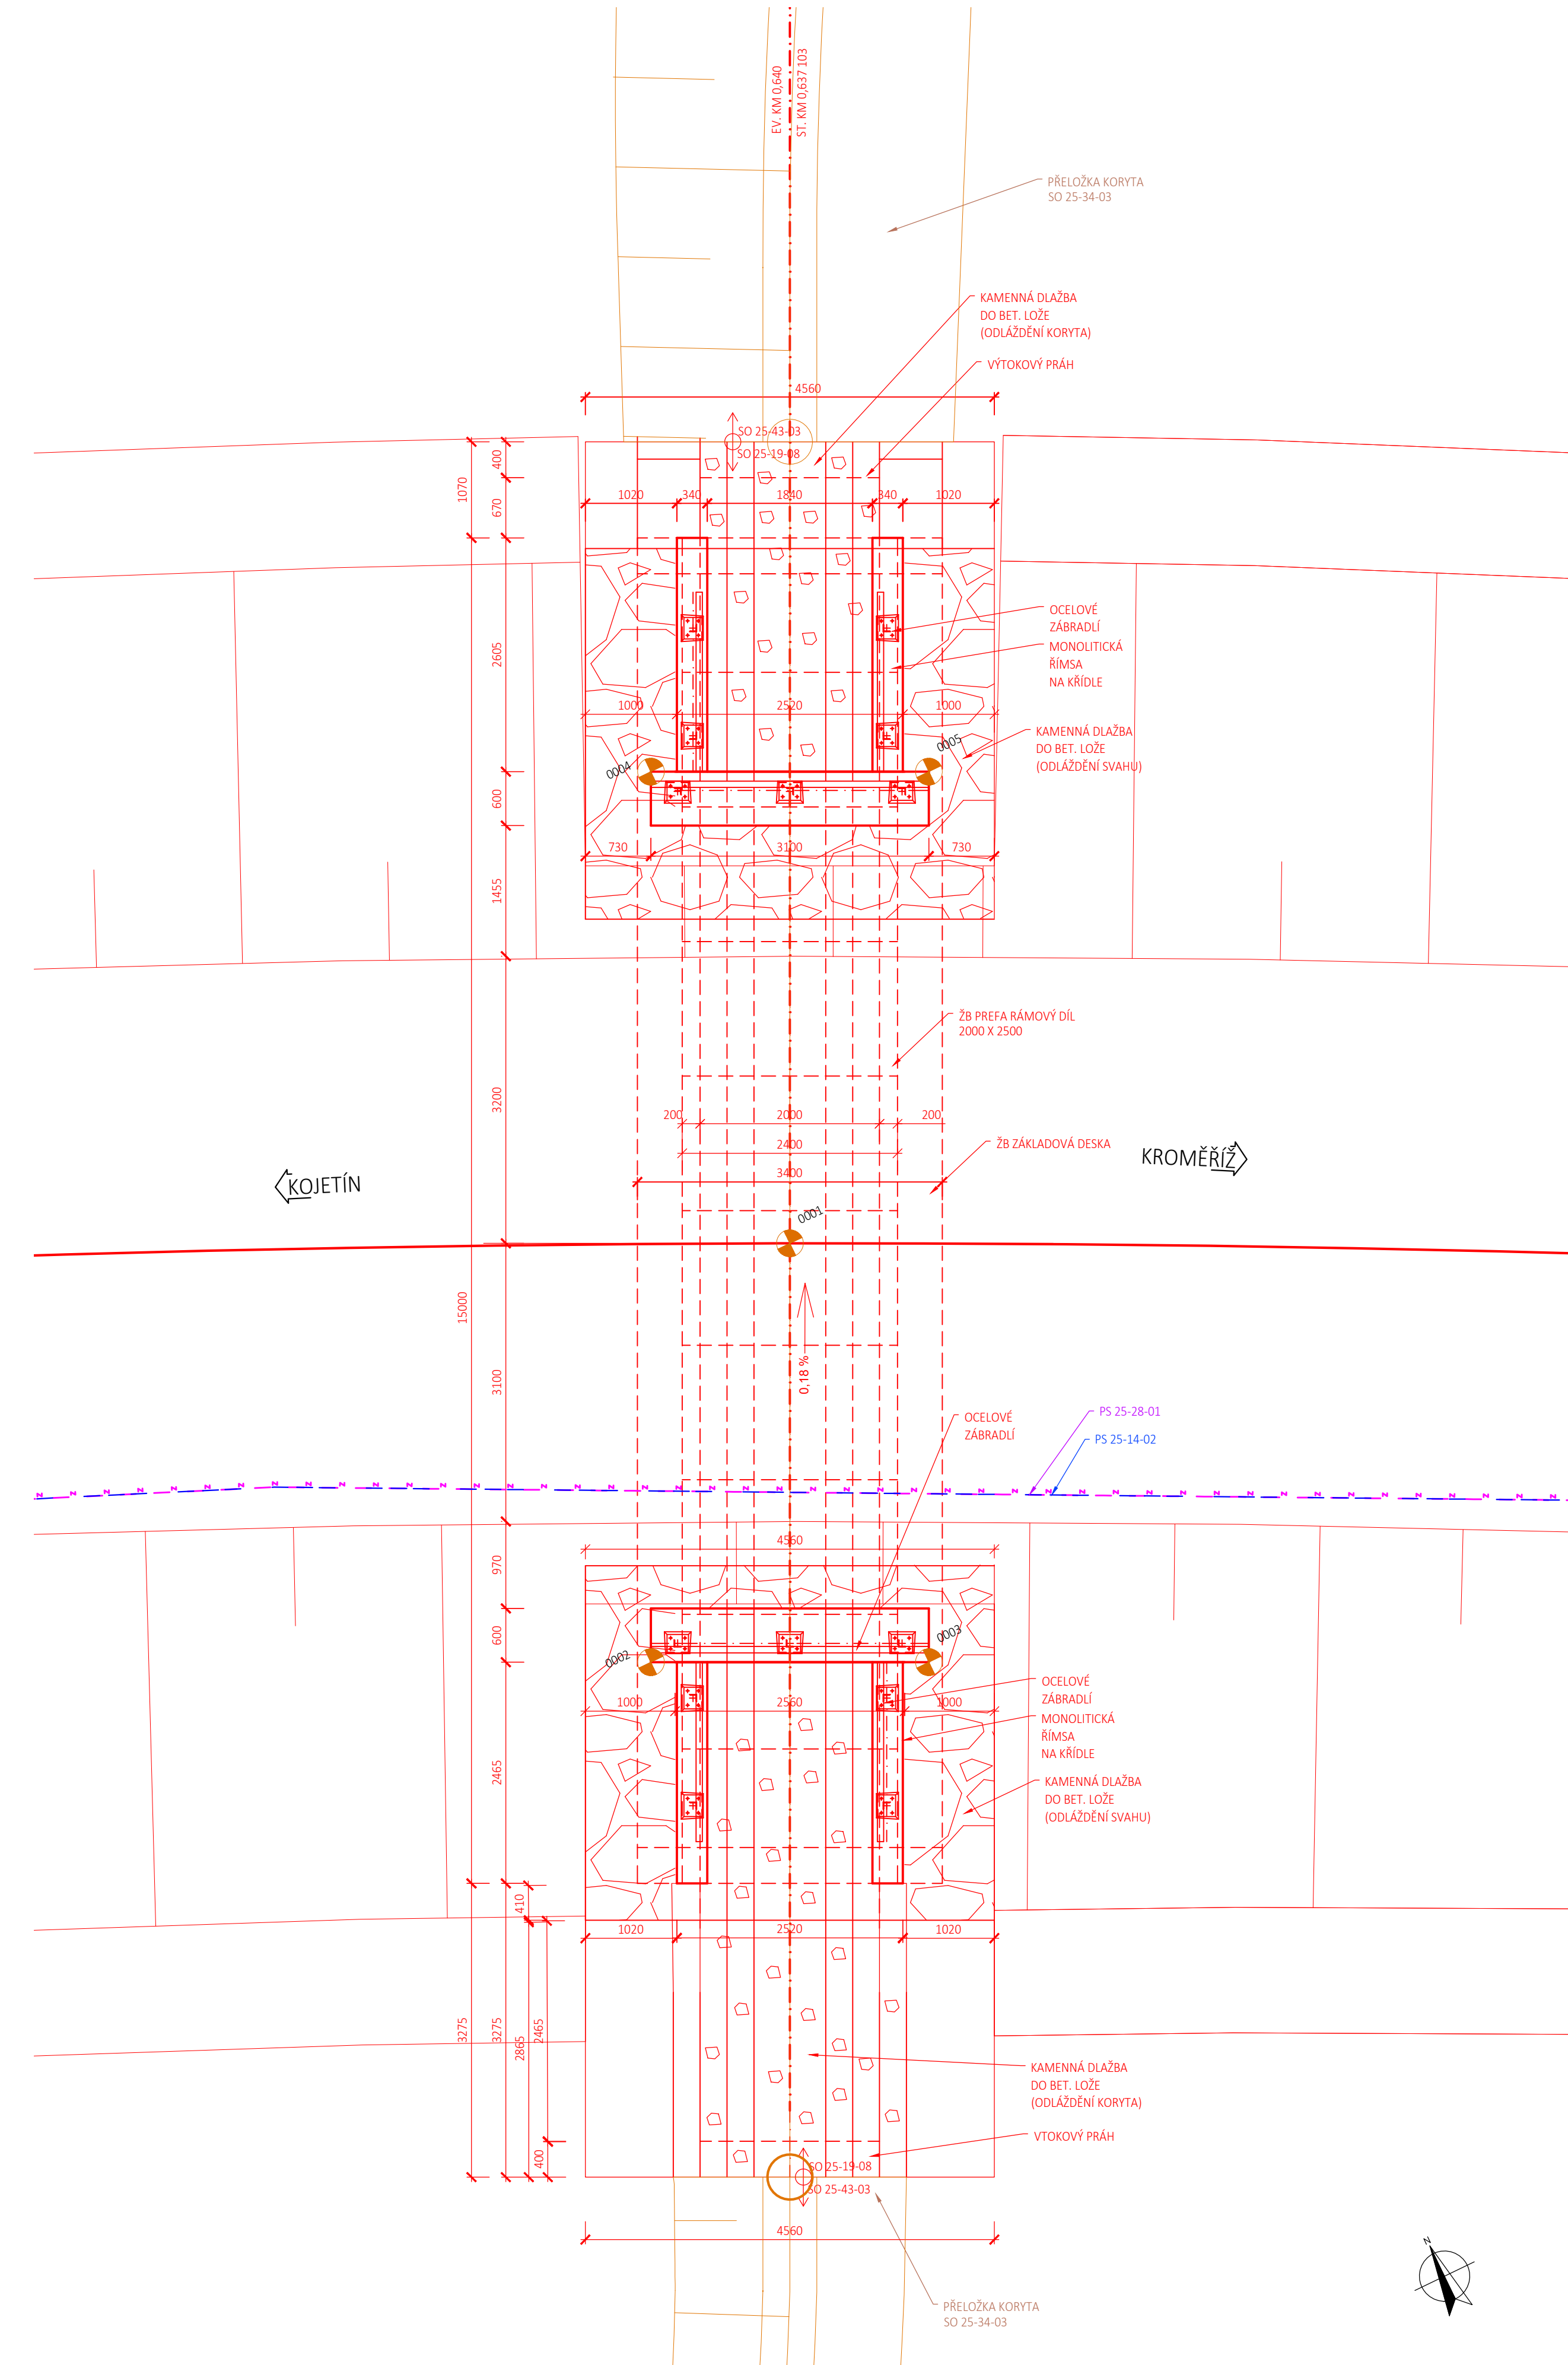 EV. KM 0,640
ST. KM 0,637 103
PŘELOŽKA KORYTA
SO 25-34-03
KAMENNÁ DLAŽBA
DO BET. LOŽE
(ODLÁŽDĚNÍ KORYTA)
VÝTOKOVÝ PRÁH
4560
SO 25-43-03
SO 25-19-08
400
1070
670
1020
340
1840
340
1020
OCELOVÉ
ZÁBRADLÍ
MONOLITICKÁ
ŘÍMSA
NA KŘÍDLE
2605
1000
2520
1000
KAMENNÁ DLAŽBA
DO BET. LOŽE
(ODLÁŽDĚNÍ SVAHU)
0004
0005
600
730
3100
730
1455
ŽB PREFA RÁMOVÝ DÍL
2000 X 2500
3200
200
2000
200
2400
ŽB ZÁKLADOVÁ DESKA
3400
KOJETÍN
KROMĚŘÍŽ
0001
15000
3100
0,18 %
OCELOVÉ
ZÁBRADLÍ
PS 25-28-01
PS 25-14-02
N N N N N N N N N N N N N N N N N N N N N N N N N N N N N N N N N N N N N N N N N N N N N N
4560
970
600
0002
0003
1000
2560
1000
OCELOVÉ
ZÁBRADLÍ
MONOLITICKÁ
ŘÍMSA
NA KŘÍDLE
2465
KAMENNÁ DLAŽBA
DO BET. LOŽE
(ODLÁŽDĚNÍ SVAHU)
410
1020
2520
1020
3275
3275
2865
2465
KAMENNÁ DLAŽBA
DO BET. LOŽE
(ODLÁŽDĚNÍ KORYTA)
VTOKOVÝ PRÁH
400
SO 25-19-08
SO 25-43-03
4560
N
PŘELOŽKA KORYTA
SO 25-34-03